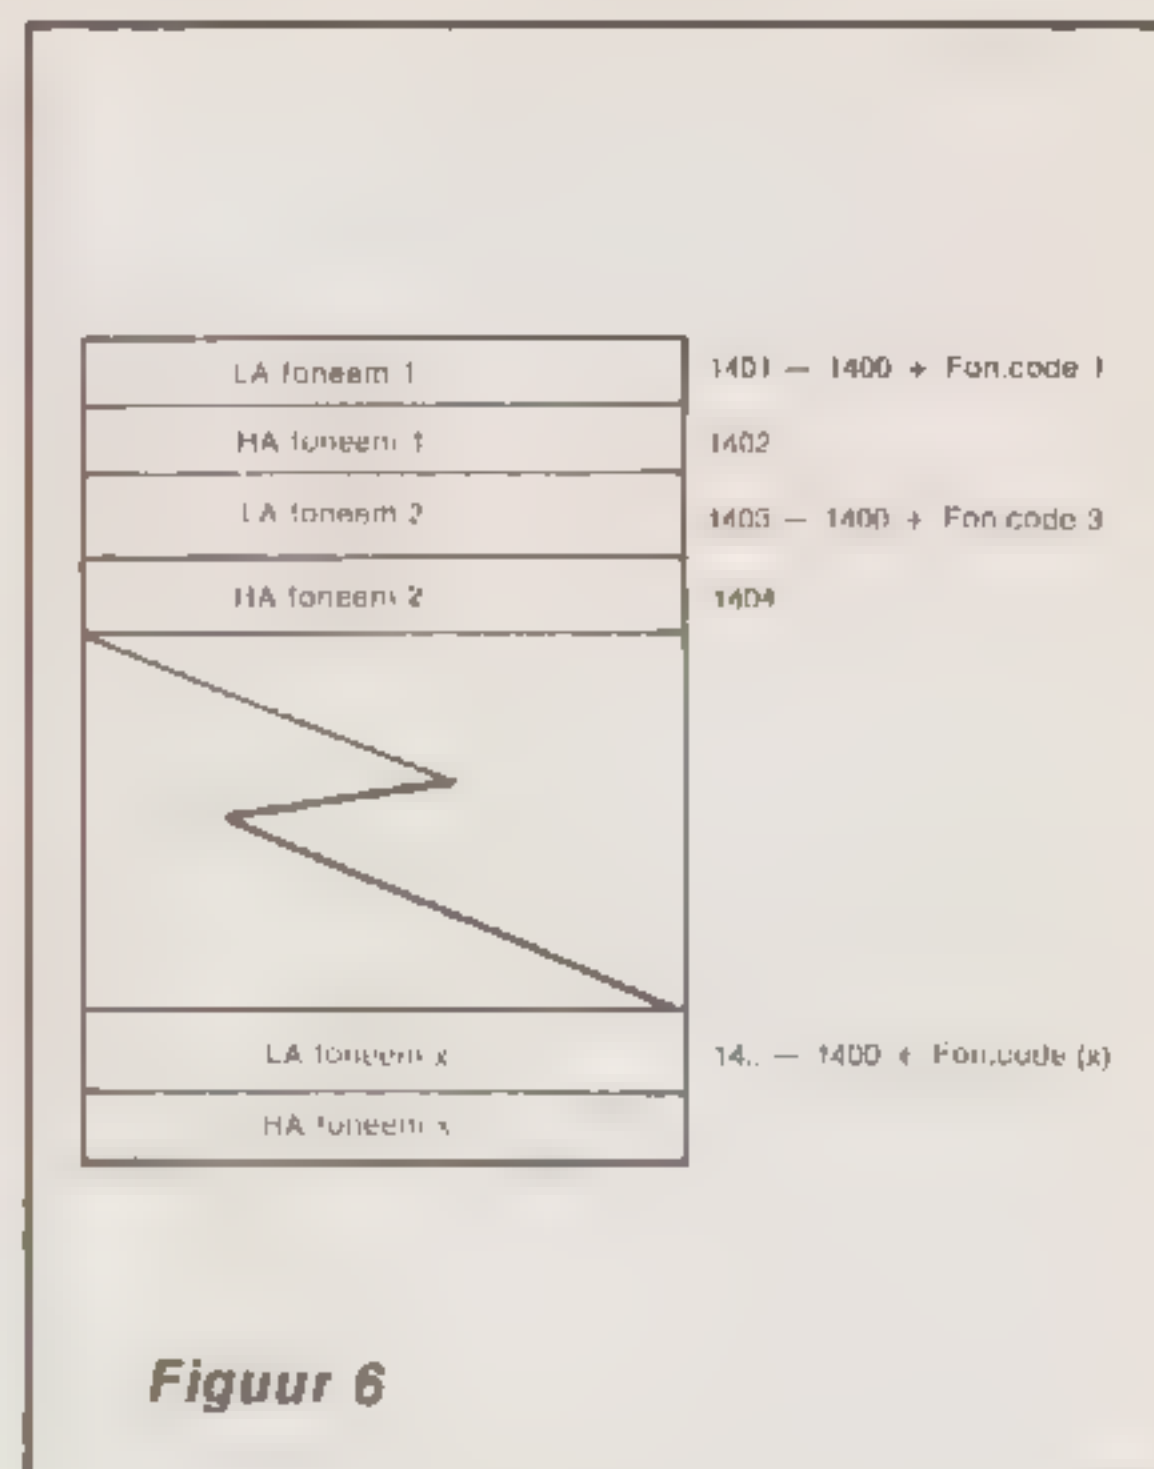 LA foneem 1 1401 — 1400 + Fon.code 1
HA foneem 1 1402
LA foneem 2 1403 — 1400 + Fon.code 3
HA foneem 2 1404
LA foneem x 14.. — 1400 + Fon.code (x)
HA foneem x
Figuur 6